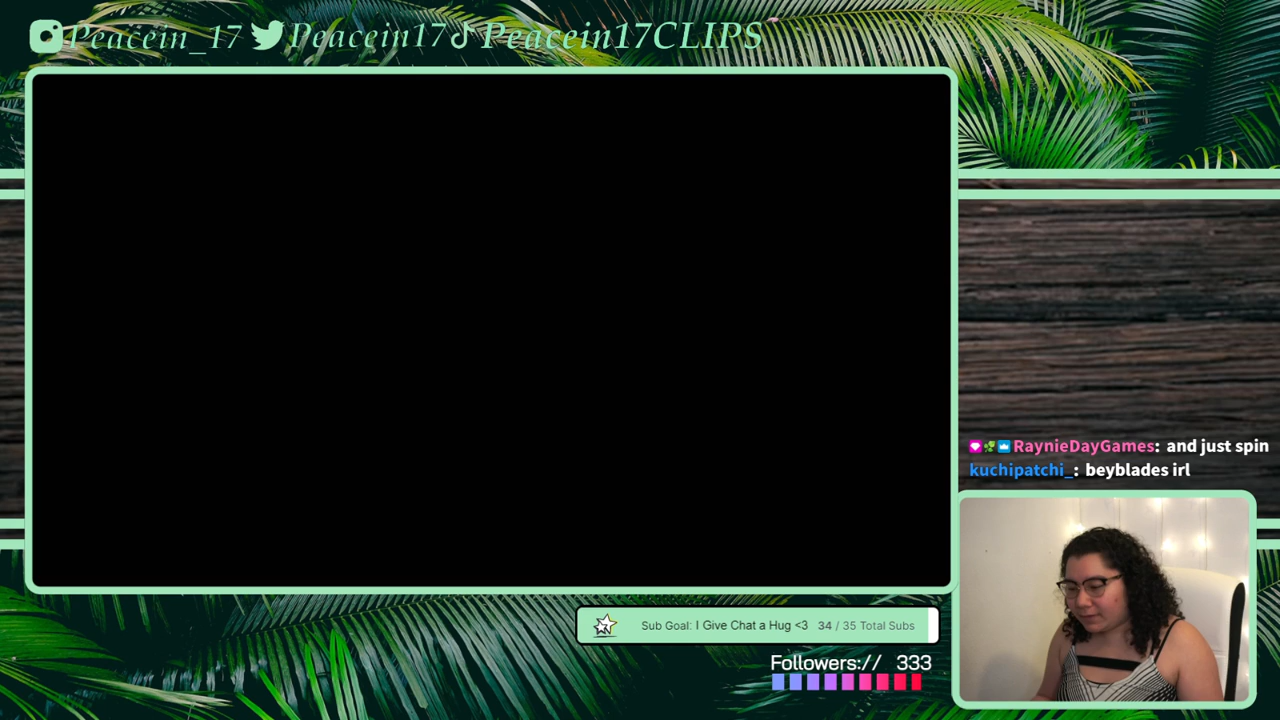 Peacein_17 Peacein17 Peacein17CLIPS
RaynieDayGames: and just spin
kuchipatchi_: beyblades irl
Sub Goal: I Give Chat a Hug <3 34 / 35 Total Subs
Followers:// 333